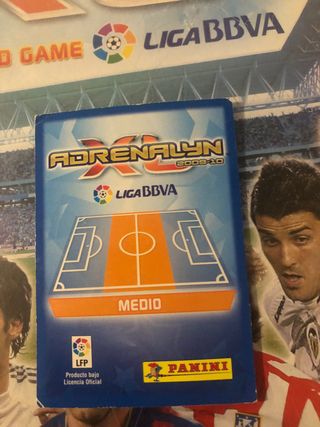 D GAME LIGA BBVA
ADRENALYN
XL
2009-10
LIGA BBVA
MEDIO
LFP
Producto bajo
Licencia Oficial
PANINI